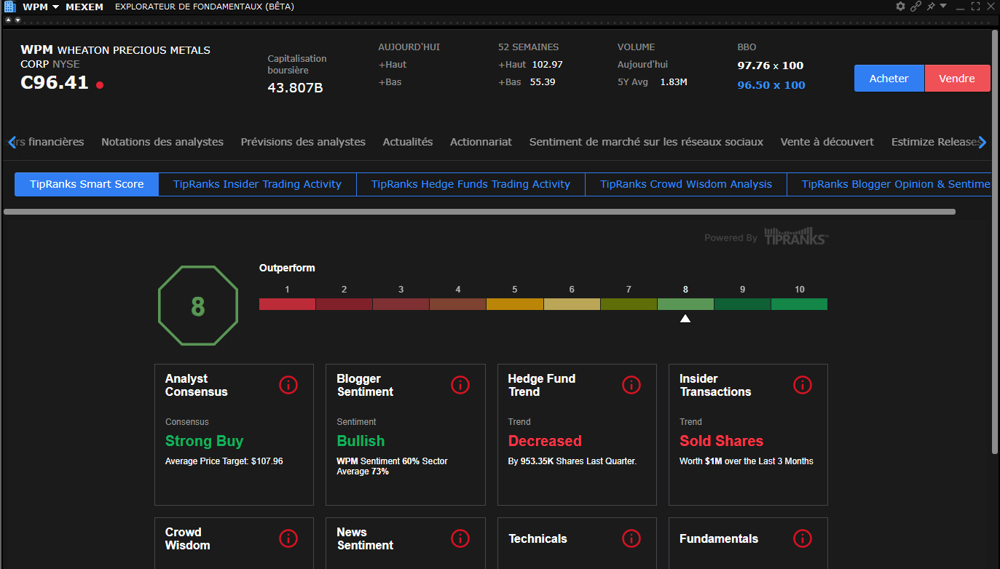 WPM MEXEM EXPLORATEUR DE FONDAMENTAUX (BÊTA)
WPM WHEATON PRECIOUS METALS
CORP NYSE
C96.41
Capitalisation
boursière
43.807B
AUJOURD'HUI
+Haut
+Bas
52 SEMAINES
+Haut 102.97
+Bas 55.39
VOLUME
Aujourd'hui
5Y Avg 1.83M
BBO
97.76 x 100
96.50 x 100
Acheter Vendre
rs financières Notations des analystes Prévisions des analystes Actualités Actionnariat Sentiment de marché sur les réseaux sociaux Vente à découvert Estimize Releases
TipRanks Smart Score TipRanks Insider Trading Activity TipRanks Hedge Funds Trading Activity TipRanks Crowd Wisdom Analysis TipRanks Blogger Opinion & Sentime
Powered By TIPRANKS™
8
Outperform
1 2 3 4 5 6 7 8 9 10
Analyst
Consensus
Consensus
Strong Buy
Average Price Target: $107.96
Blogger
Sentiment
Sentiment
Bullish
WPM Sentiment 60% Sector
Average 73%
Hedge Fund
Trend
Trend
Decreased
By 953.35K Shares Last Quarter.
Insider
Transactions
Trend
Sold Shares
Worth $1M over the Last 3 Months
Crowd
Wisdom
News
Sentiment
Technicals
Fundamentals